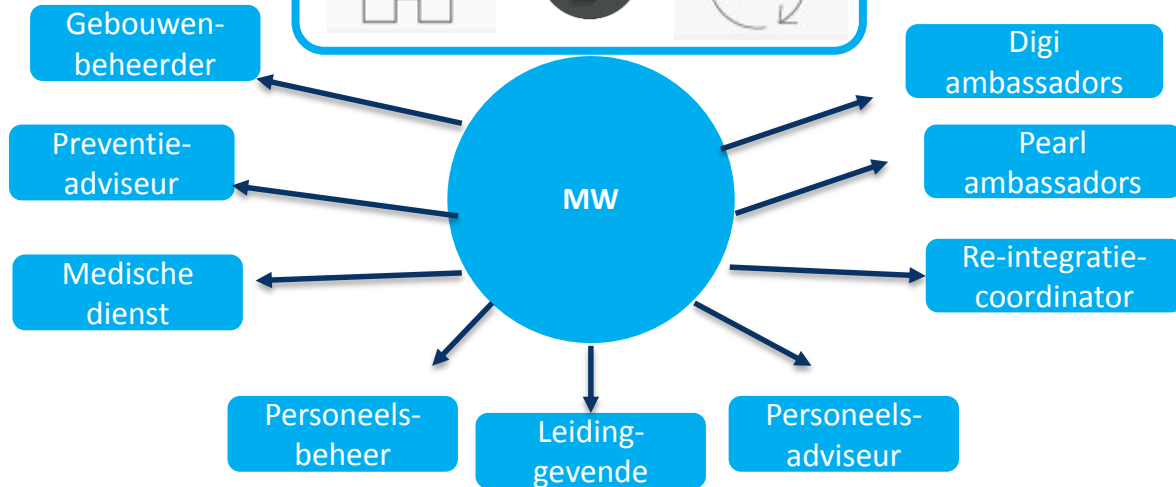 Gebouwen-
beheerder
Digi
ambassadors
Preventie-
adviseur
Pearl
ambassadors
MW
Medische
dienst
Re-integratie-
coordinator
Personeels-
beheer
Leiding-
gevende
Personeels-
adviseur